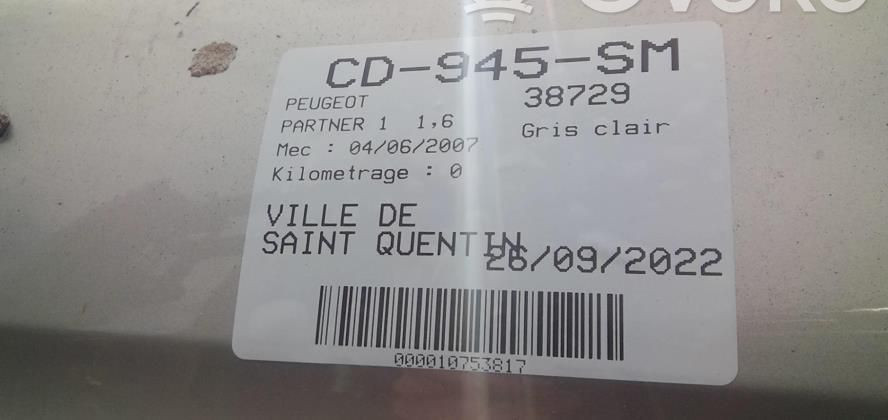 CD-945-SM
PEUGEOT 38729
PARTNER 1 1,6 Gris clair
Mec : 04/06/2007
Kilometrage : 0
VILLE DE
SAINT QUENTIN
26/09/2022
000010753817